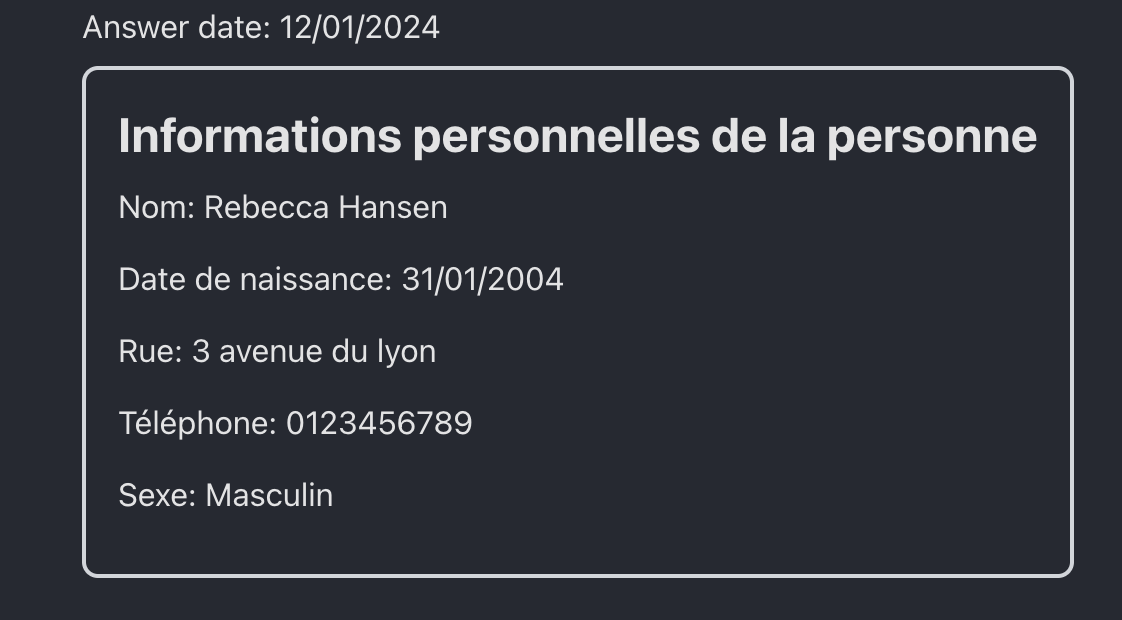 Answer date: 12/01/2024
Informations personnelles de la personne
Nom: Rebecca Hansen
Date de naissance: 31/01/2004
Rue: 3 avenue du lyon
Téléphone: 0123456789
Sexe: Masculin